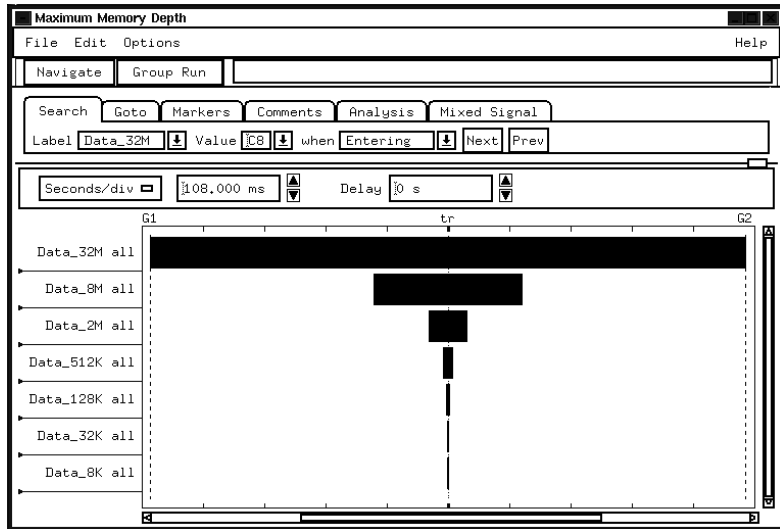 Maximum Memory Depth
File Edit Options Help
Navigate Group Run
Search Goto Markers Comments Analysis Mixed Signal
Label Data_32M Value C8 when Entering Next Prev
Seconds/div 108.000 ms Delay 0 s
G1 tr G2
Data_32M all
Data_8M all
Data_2M all
Data_512K all
Data_128K all
Data_32K all
Data_8K all